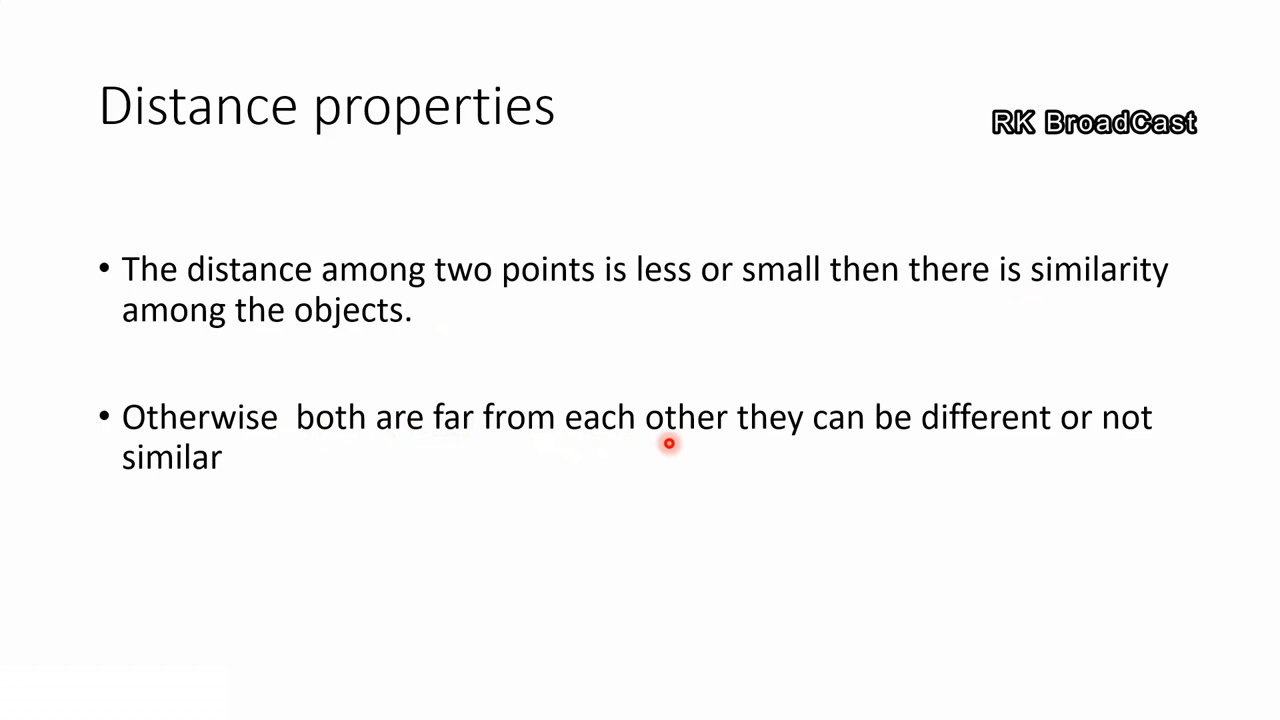 Distance properties
RK BroadCast
• The distance among two points is less or small then there is similarity
among the objects.
• Otherwise  both are far from each other they can be different or not
similar